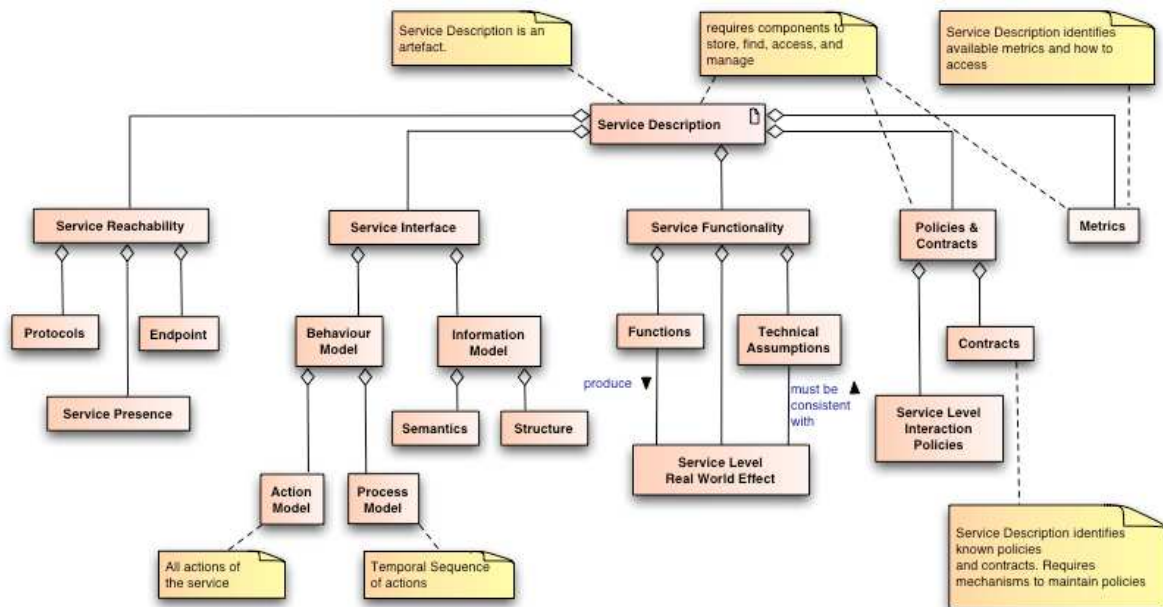 Service Description is an
artefact.
requires components to
store, find, access, and
manage
Service Description identifies
available metrics and how to
access
Service Description
Service Reachability
Service Interface
Service Functionality
Policies &
Contracts
Metrics
Protocols
Endpoint
Behaviour
Model
Information
Model
Functions
Technical
Assumptions
Contracts
produce
must be
consistent
with
Service Presence
Semantics
Structure
Service Level
Real World Effect
Service Level
Interaction
Policies
Action
Model
Process
Model
All actions of
the service
Temporal Sequence
of actions
Service Description identifies
known policies
and contracts. Requires
mechanisms to maintain policies